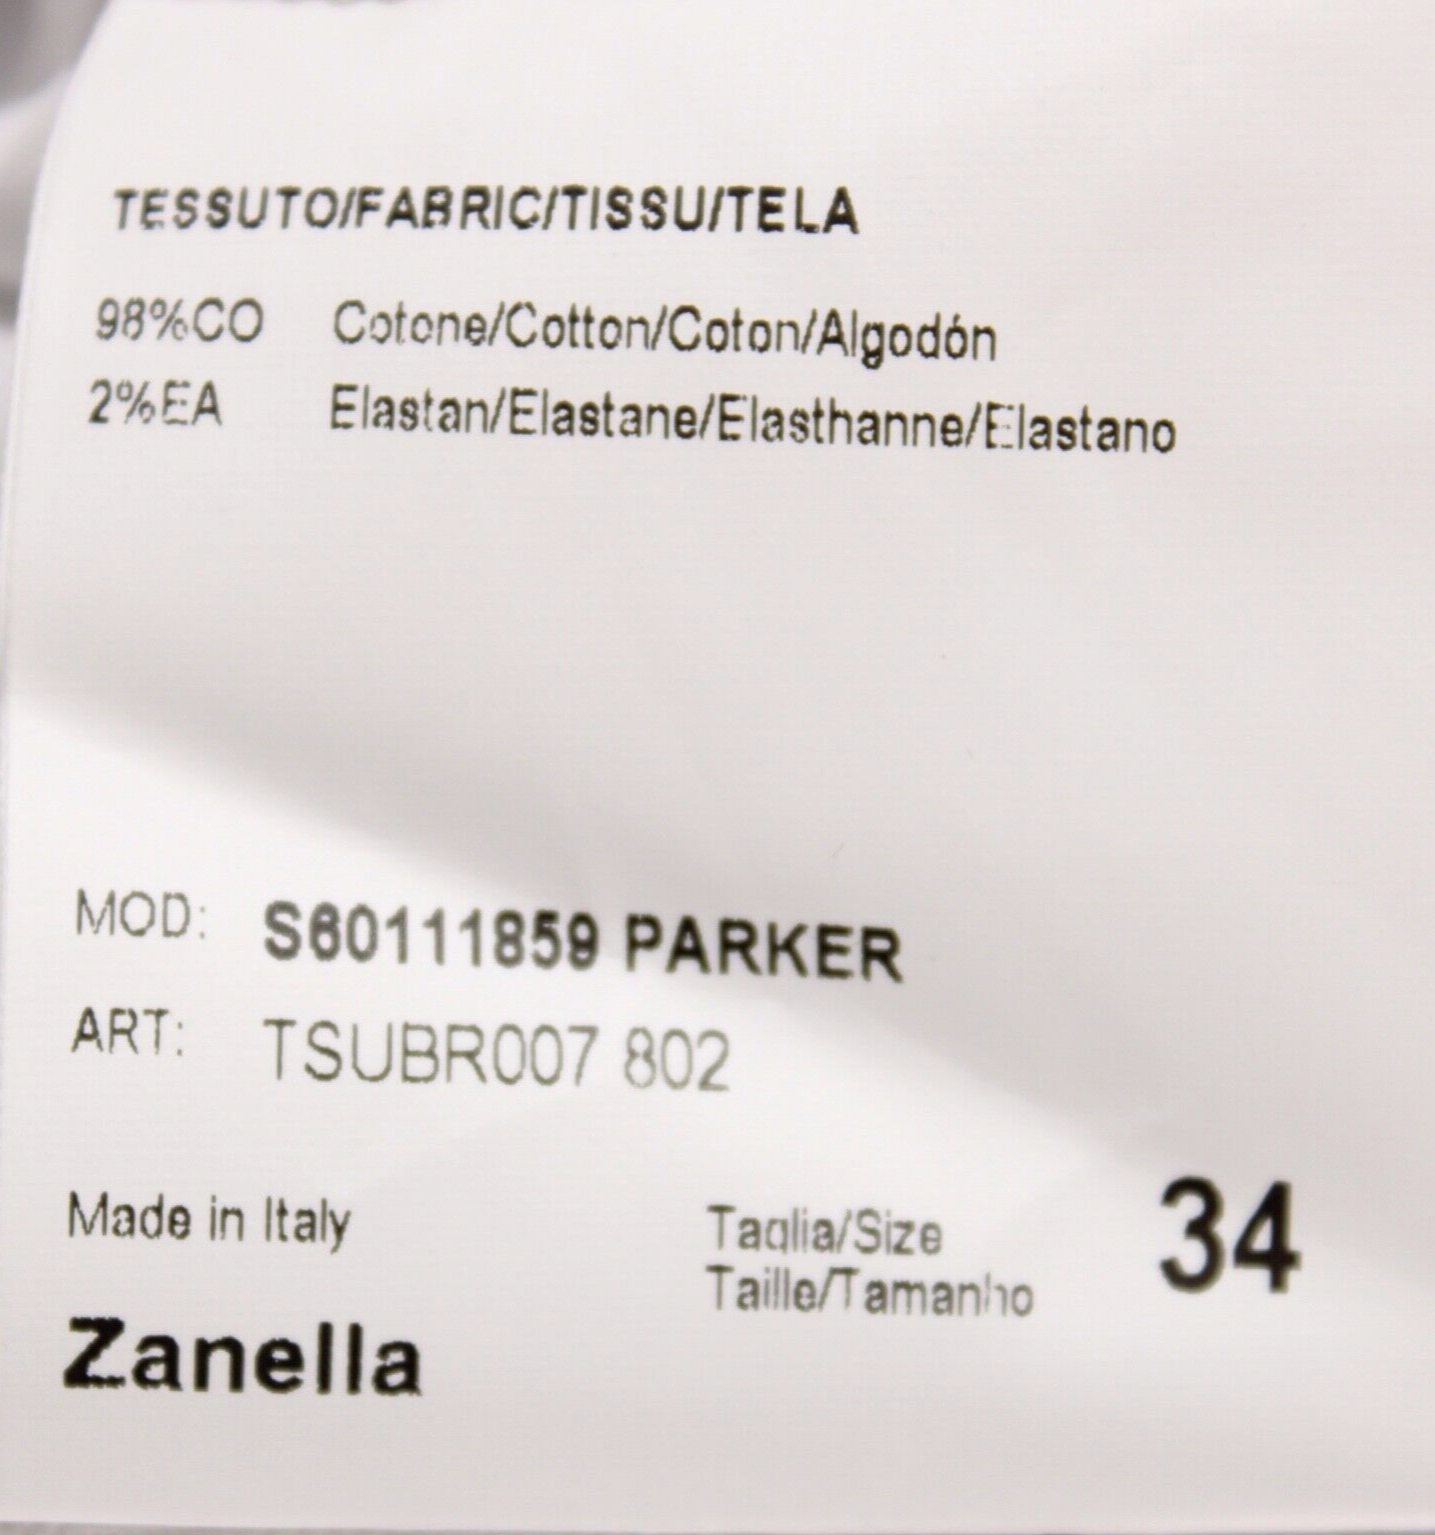 TESSUTO/FABRIC/TISSU/TELA
98%CO Cotone/Cotton/Coton/Algodón
2%EA Elastan/Elastane/Elasthanne/Elastano
MOD: S60111859 PARKER
ART: TSUBR007 802
Made in Italy
Taglia/Size
Taille/Tamanho
34
Zanella